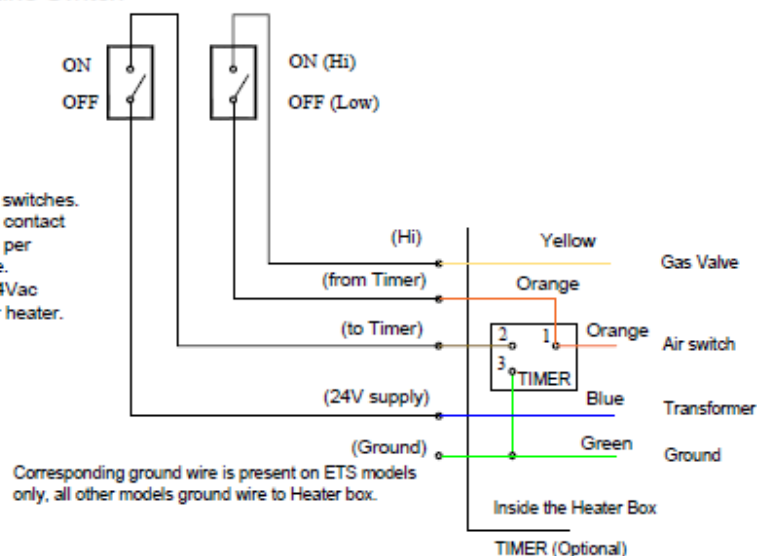 ON
OFF
ON (Hi)
OFF (Low)
switches.
contact
per
4Vac
heater.
(Hi)
Yellow
Gas Valve
(from Timer)
Orange
(to Timer)
2
1
Orange
Air switch
3
TIMER
(24V supply)
Blue
Transformer
(Ground)
Green
Ground
Corresponding ground wire is present on ETS models
only, all other models ground wire to Heater box.
Inside the Heater Box
TIMER (Optional)